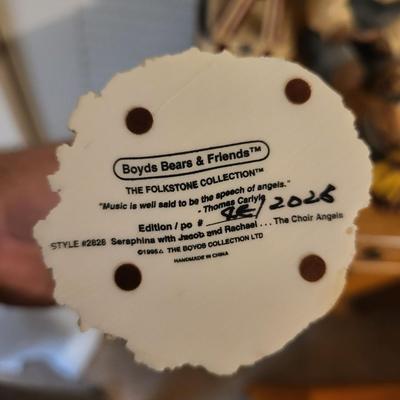 Boyds Bears & Friends™
THE FOLKSTONE COLLECTION™
"Music is well said to be the speech of angels."
- Thomas Carlyle
Edition / po # 9E/2025
STYLE #2828 Seraphina with Jacob and Rachael . . . The Choir Angels
©1995 THE BOYDS COLLECTION LTD
HANDMADE IN CHINA